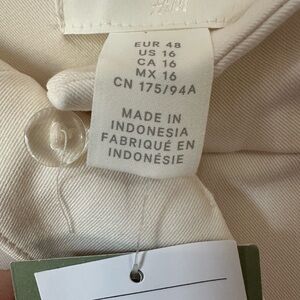 EUR 48
US 16
CA 16
MX 16
CN 175/94A
MADE IN
INDONESIA
FABRIQUÉ EN
INDONÉSIE